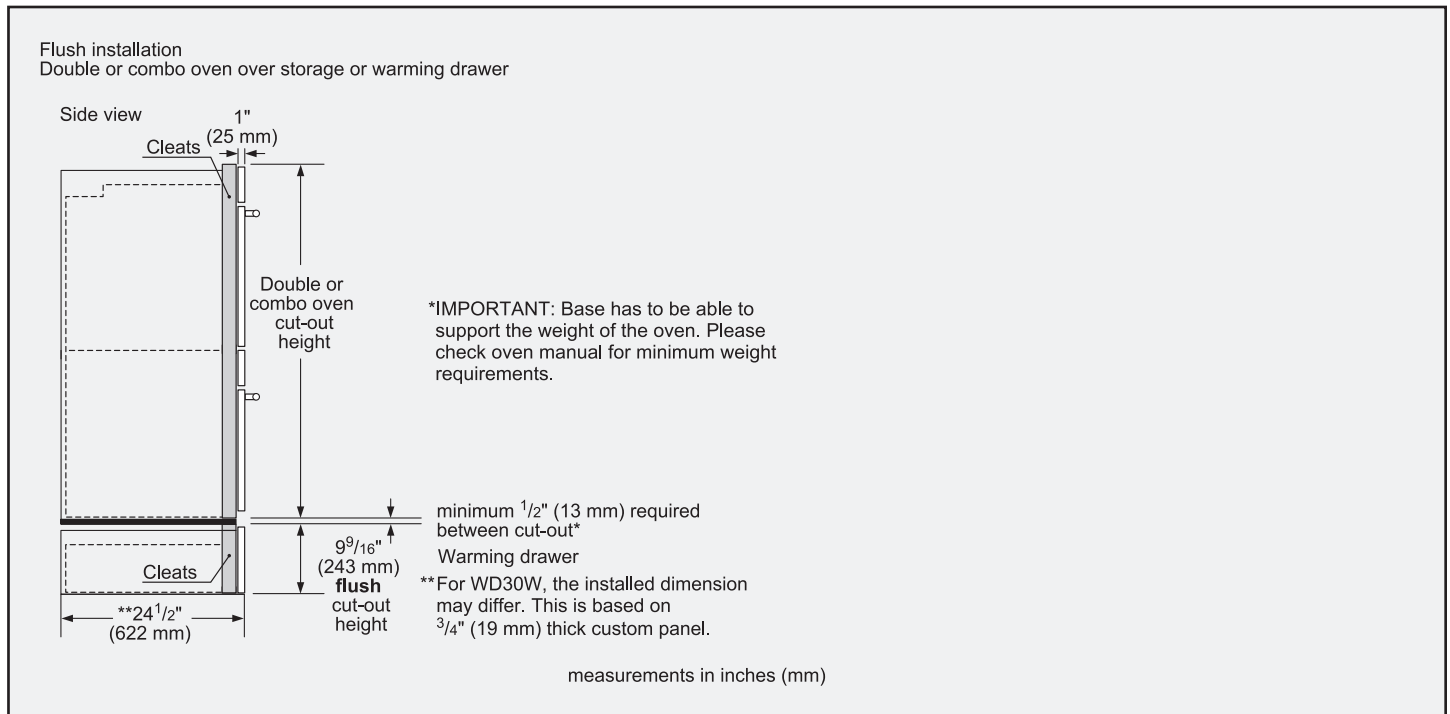 Flush installation
Double or combo oven over storage or warming drawer
Side view
1"
(25 mm)
Cleats
Double or
combo oven
cut-out
height
*IMPORTANT: Base has to be able to
support the weight of the oven. Please
check oven manual for minimum weight
requirements.
minimum 1/2" (13 mm) required
between cut-out*
Warming drawer
9 9/16"
(243 mm)
flush
cut-out
height
Cleats
**24 1/2"
(622 mm)
**For WD30W, the installed dimension
may differ. This is based on
3/4" (19 mm) thick custom panel.
measurements in inches (mm)